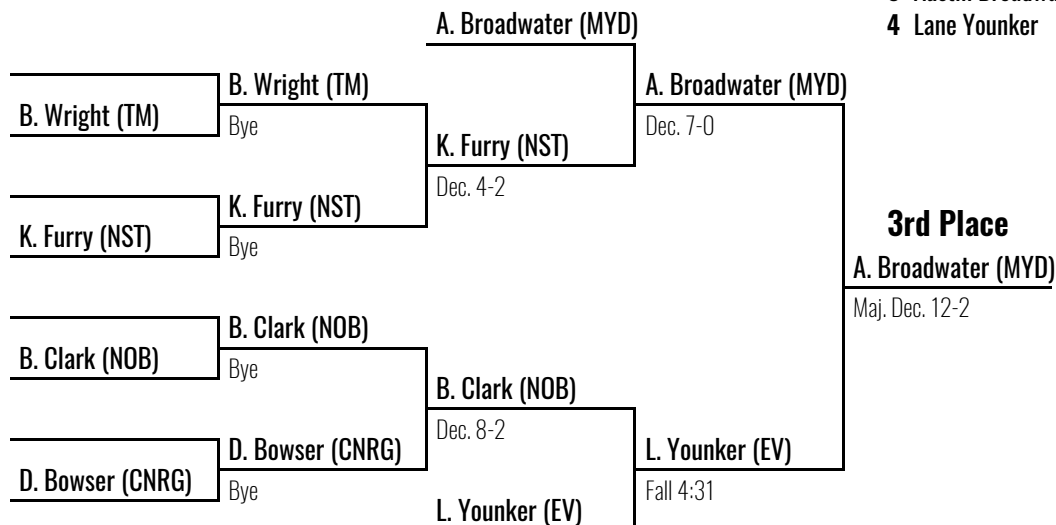 4 Lane Younker
A. Broadwater (MYD)
B. Wright (TM)
A. Broadwater (MYD)
B. Wright (TM)
Bye
Dec. 7-0
K. Furry (NST)
Dec. 4-2
K. Furry (NST)
K. Furry (NST)
Bye
3rd Place
A. Broadwater (MYD)
Maj. Dec. 12-2
B. Clark (NOB)
B. Clark (NOB)
Bye
B. Clark (NOB)
Dec. 8-2
D. Bowser (CNRG)
L. Younker (EV)
D. Bowser (CNRG)
Bye
Fall 4:31
L. Younker (EV)